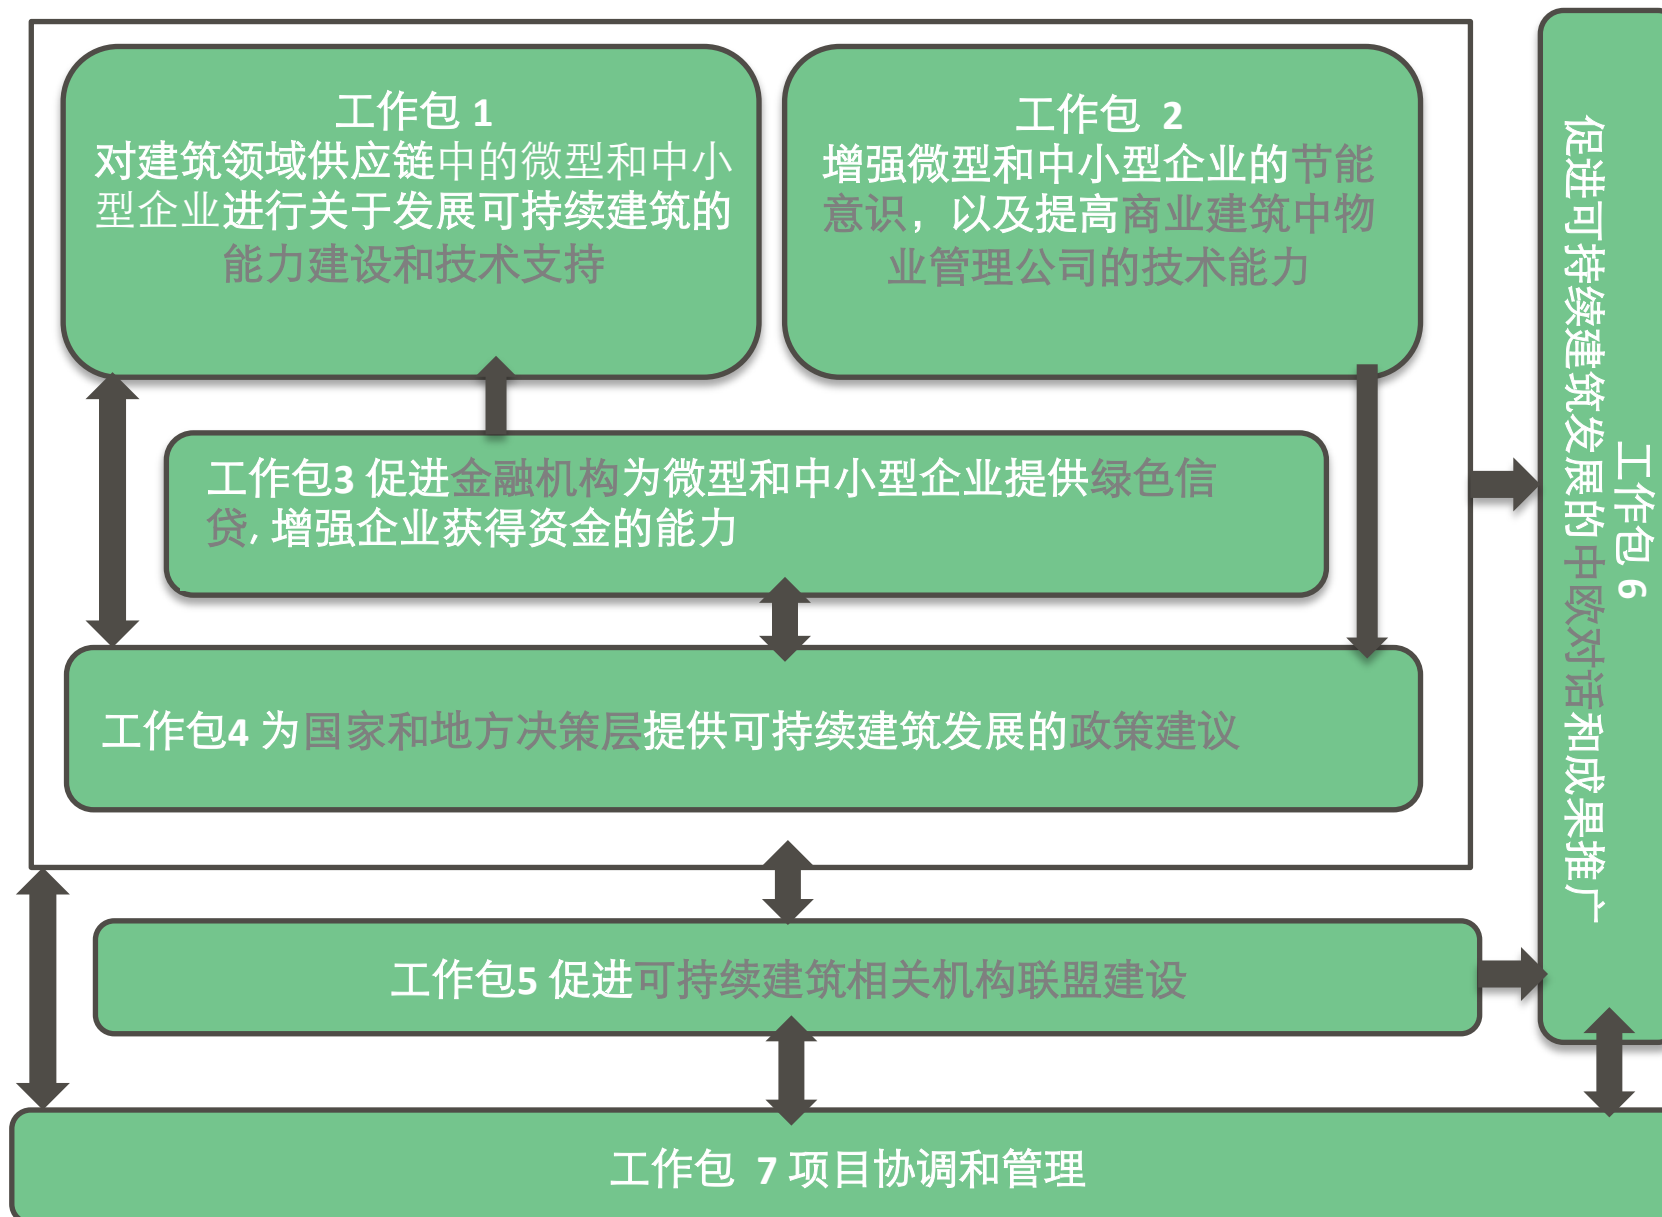 工作包 1
对建筑领域供应链中的微型和中小
型企业进行关于发展可持续建筑的
能力建设和技术支持
工作包 2
增强微型和中小型企业的节能
意识，以及提高商业建筑中物
业管理公司的技术能力
工作包3 促进金融机构为微型和中小型企业提供绿色信
贷, 增强企业获得资金的能力
工作包4 为国家和地方决策层提供可持续建筑发展的政策建议
工作包5 促进可持续建筑相关机构联盟建设
工作包 6
促进可持续建筑发展的中欧对话和成果推广
工作包 7 项目协调和管理